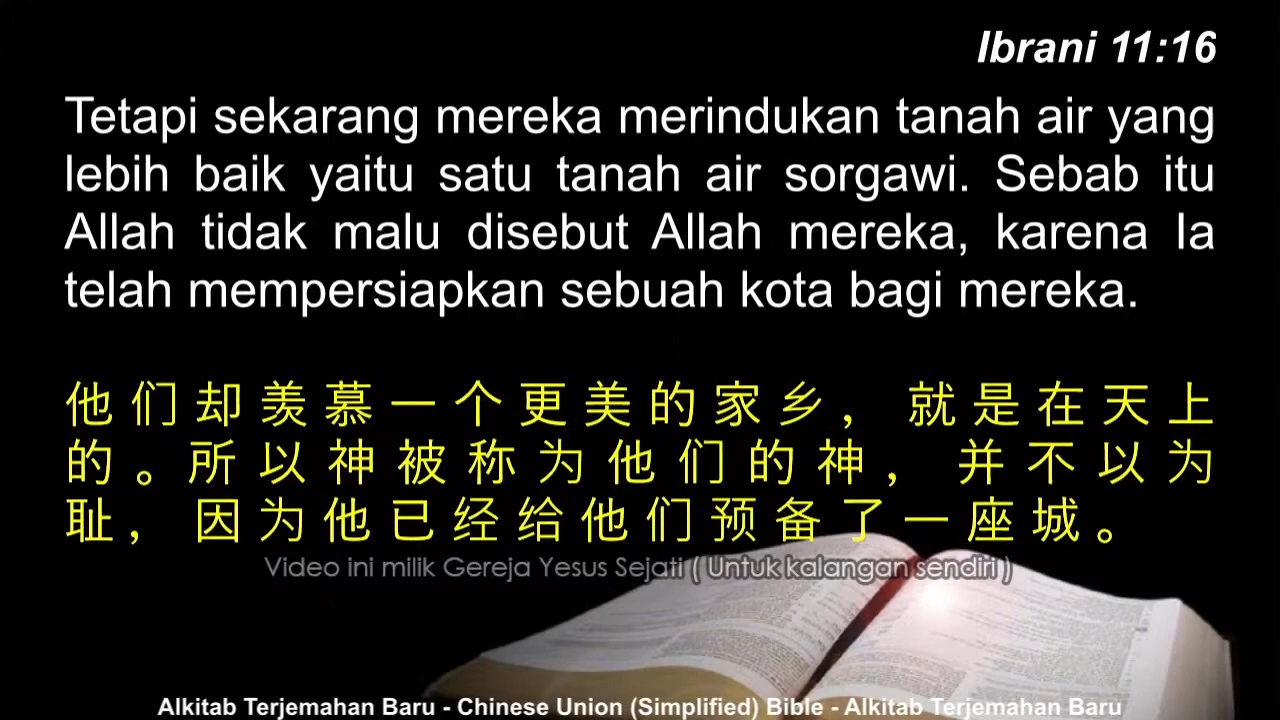 Ibrani 11:16
Tetapi sekarang mereka merindukan tanah air yang
lebih baik yaitu satu tanah air sorgawi. Sebab itu
Allah tidak malu disebut Allah mereka, karena Ia
telah mempersiapkan sebuah kota bagi mereka.
他们却羡慕一个更美的家乡，就是在天上
的。所以神被称为他们的神，并不以为
耻，因为他已经给他们预备了一座城。
Video ini milik Gereja Yesus Sejati ( Untuk kalangan sendiri )
Alkitab Terjemahan Baru - Chinese Union (Simplified) Bible - Alkitab Terjemahan Baru